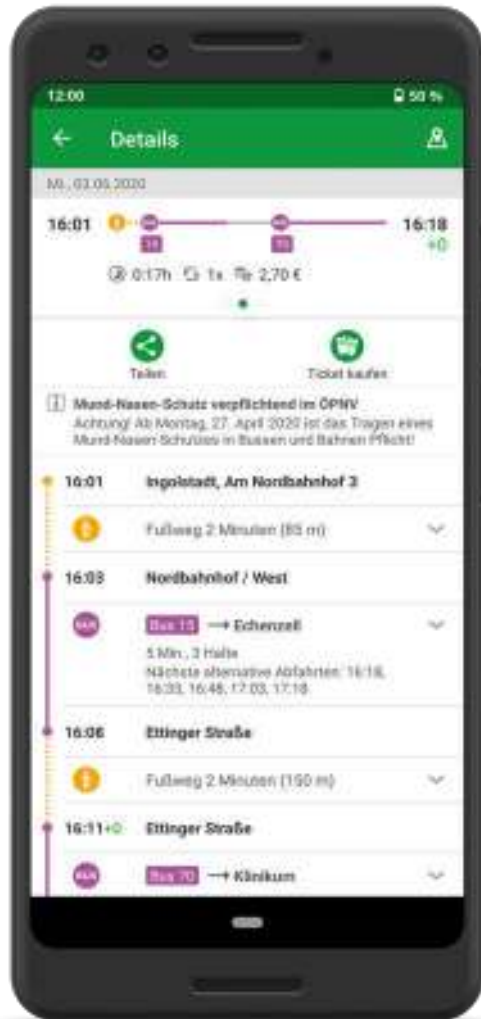 12:00 50 %
Details
Mi., 03.06.2020
16:01 16:18
+0
0:17h 1x 2,70 €
Teilen Ticket kaufen
Mund-Nasen-Schutz verpflichtend im ÖPNV
Achtung! Ab Montag, 27. April 2020 ist das Tragen eines
Mund-Nasen-Schutzes in Bussen und Bahnen Pflicht!
16:01 Ingolstadt, Am Nordbahnhof 3
Fußweg 2 Minuten (85 m)
16:03 Nordbahnhof / West
BUS Bus 15 → Echenzell
5 Min., 3 Halte
Nächste alternative Abfahrten: 16:18,
16:33, 16:48, 17:03, 17:18
16:08 Ettinger Straße
Fußweg 2 Minuten (150 m)
16:11+0 Ettinger Straße
BUS Bus 70 → Klinikum